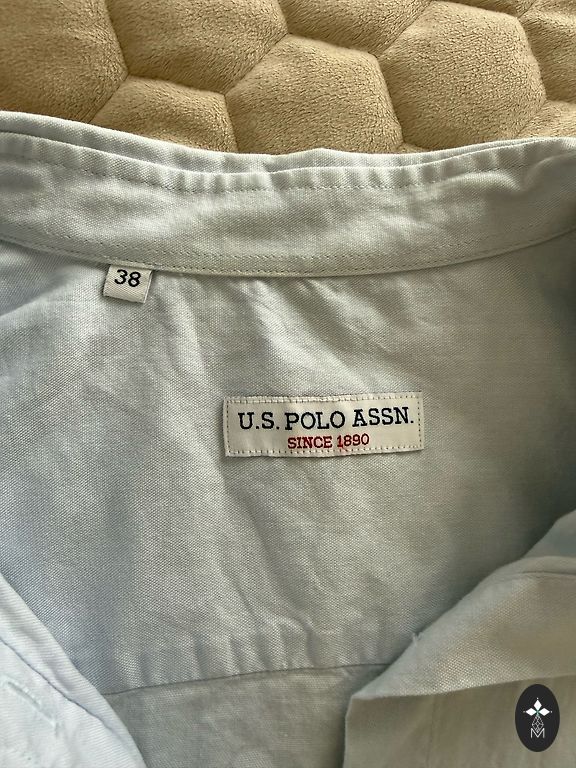 38
U.S. POLO ASSN.
SINCE 1890